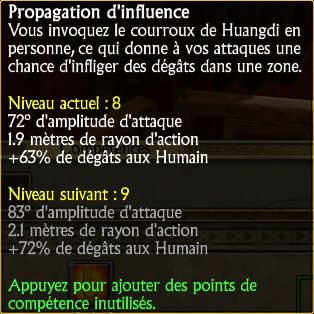 Propagation d'influence
Vous invoquez le courroux de Huangdi en
personne, ce qui donne à vos attaques une
chance d'infliger des dégâts dans une zone.
Niveau actuel : 8
72° d'amplitude d'attaque
1.9 mètres de rayon d'action
+63% de dégâts aux Humain
Niveau suivant : 9
83° d'amplitude d'attaque
2.1 mètres de rayon d'action
+72% de dégâts aux Humain
Appuyez pour ajouter des points de
compétence inutilisés.